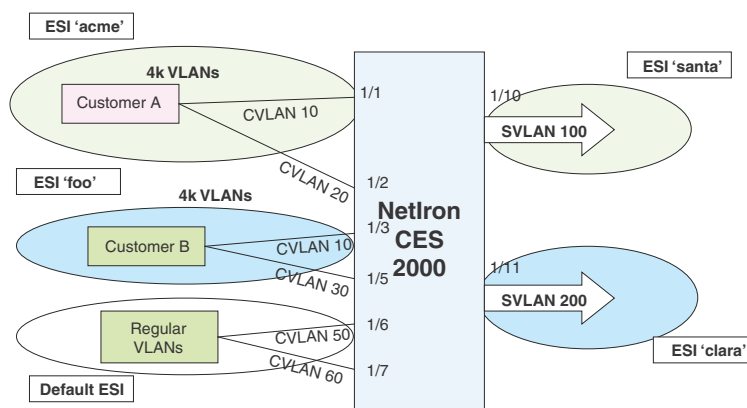 ESI ‘acme’
4k VLANs
Customer A
CVLAN 10
CVLAN 20
1/1
1/2
ESI ‘foo’
4k VLANs
Customer B
CVLAN 10
CVLAN 30
1/3
1/5
Regular
VLANs
CVLAN 50
CVLAN 60
1/6
1/7
Default ESI
NetIron
CES
2000
ESI ‘santa’
1/10
SVLAN 100
1/11
SVLAN 200
ESI ‘clara’